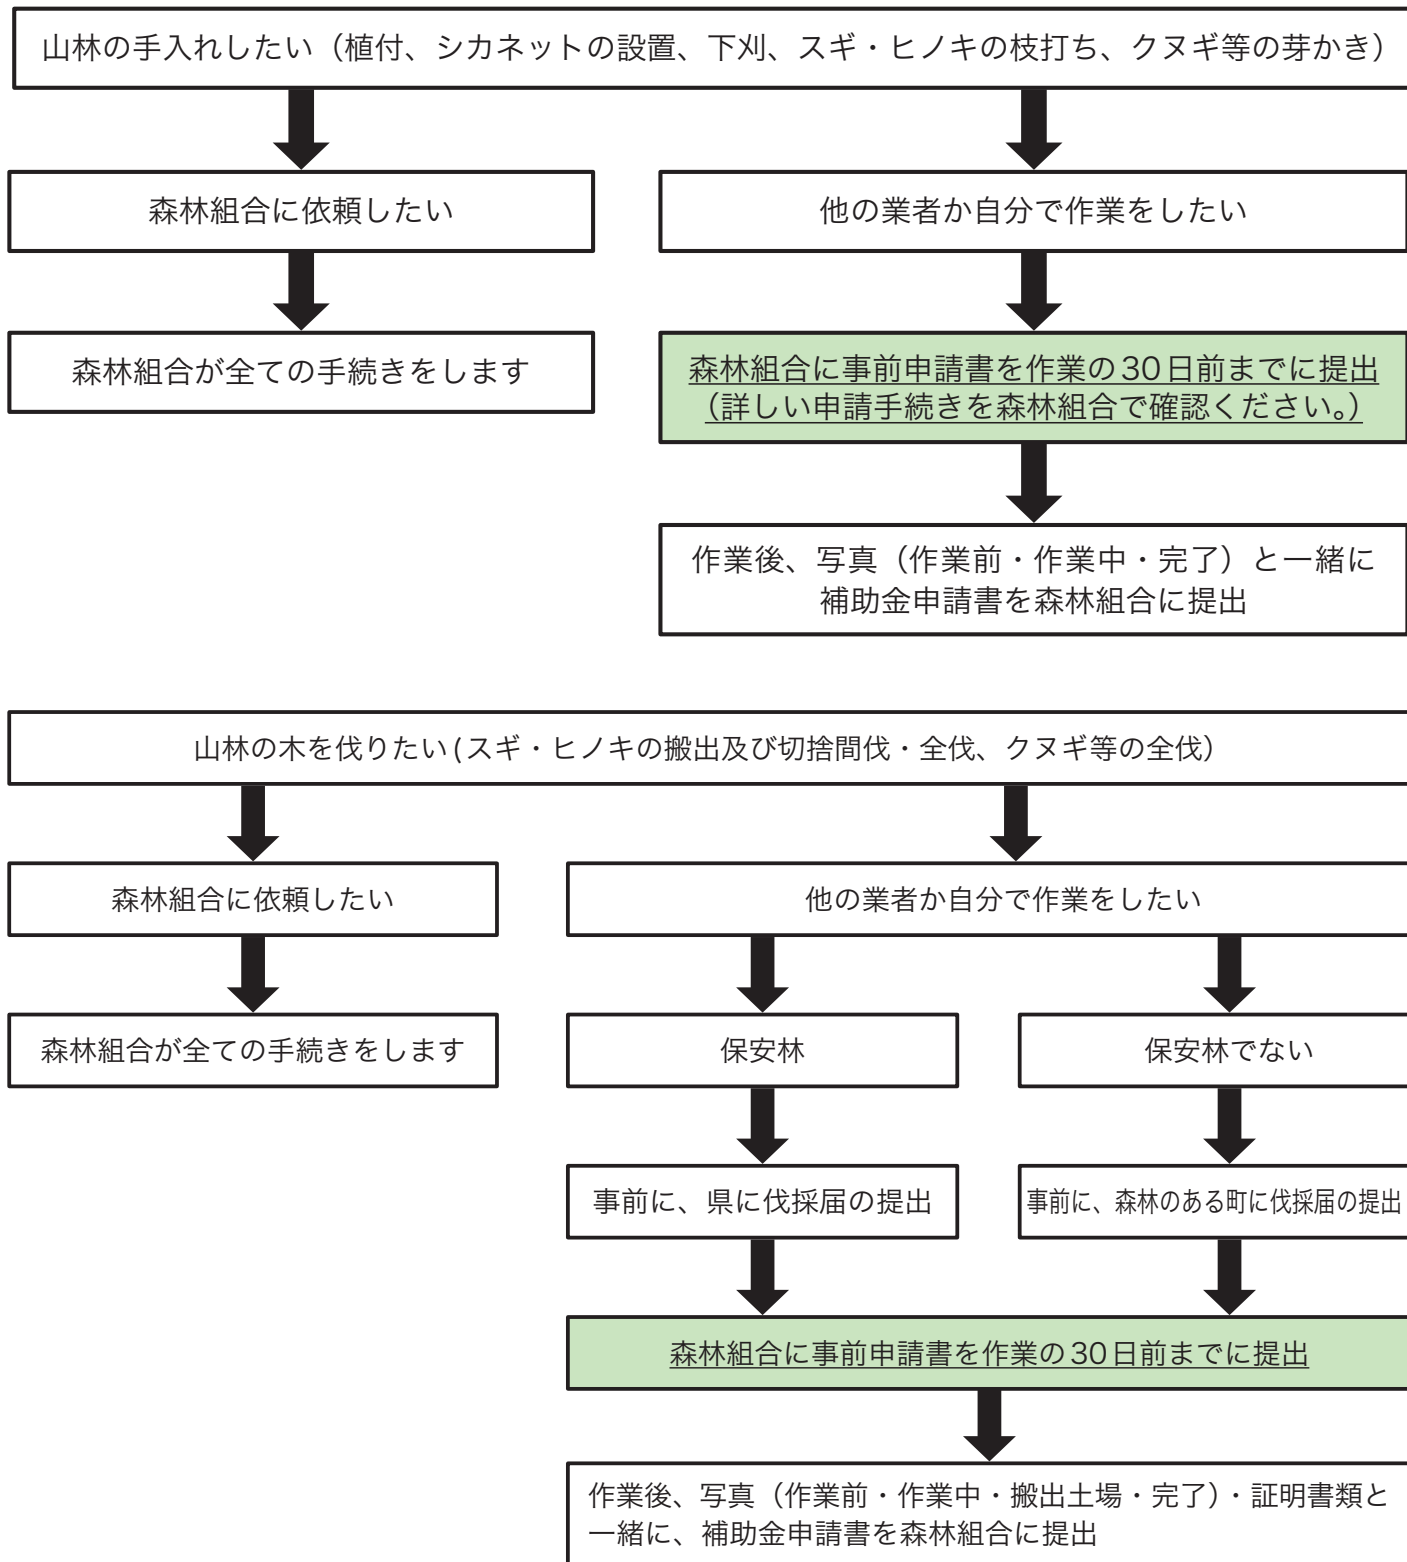 山林の手入れしたい（植付、シカネットの設置、下刈、スギ・ヒノキの枝打ち、クヌギ等の芽かき）
森林組合に依頼したい
他の業者か自分で作業をしたい
森林組合が全ての手続きをします
森林組合に事前申請書を作業の30日前までに提出
（詳しい申請手続きを森林組合で確認ください。）
作業後、写真（作業前・作業中・完了）と一緒に
補助金申請書を森林組合に提出
山林の木を伐りたい(スギ・ヒノキの搬出及び切捨間伐・全伐、クヌギ等の全伐)
森林組合に依頼したい
他の業者か自分で作業をしたい
森林組合が全ての手続きをします
保安林
保安林でない
事前に、県に伐採届の提出
事前に、森林のある町に伐採届の提出
森林組合に事前申請書を作業の30日前までに提出
作業後、写真（作業前・作業中・搬出土場・完了）・証明書類と
一緒に、補助金申請書を森林組合に提出